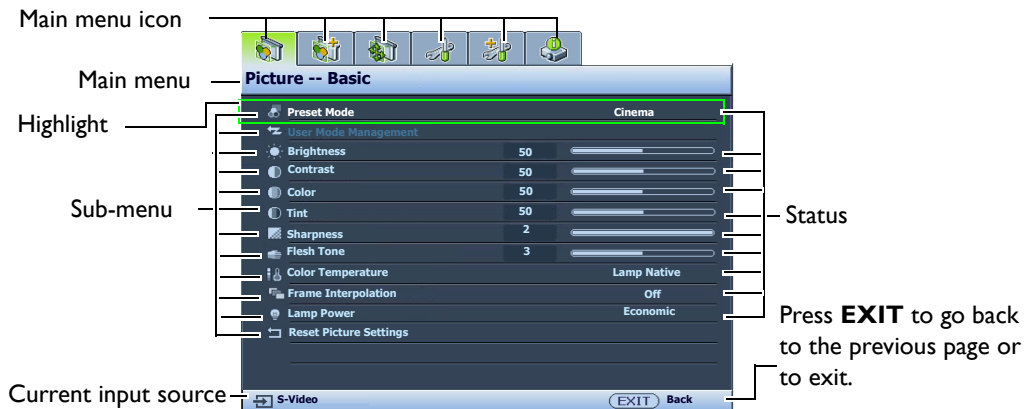 Main menu icon
Main menu
Picture -- Basic
Highlight
Preset Mode Cinema
User Mode Management
Brightness 50
Contrast 50
Color 50
Sub-menu
Tint 50
Status
Sharpness 2
Flesh Tone 3
Color Temperature Lamp Native
Frame Interpolation Off
Lamp Power Economic
Reset Picture Settings
Press EXIT to go back
to the previous page or
to exit.
Current input source
S-Video
EXIT Back